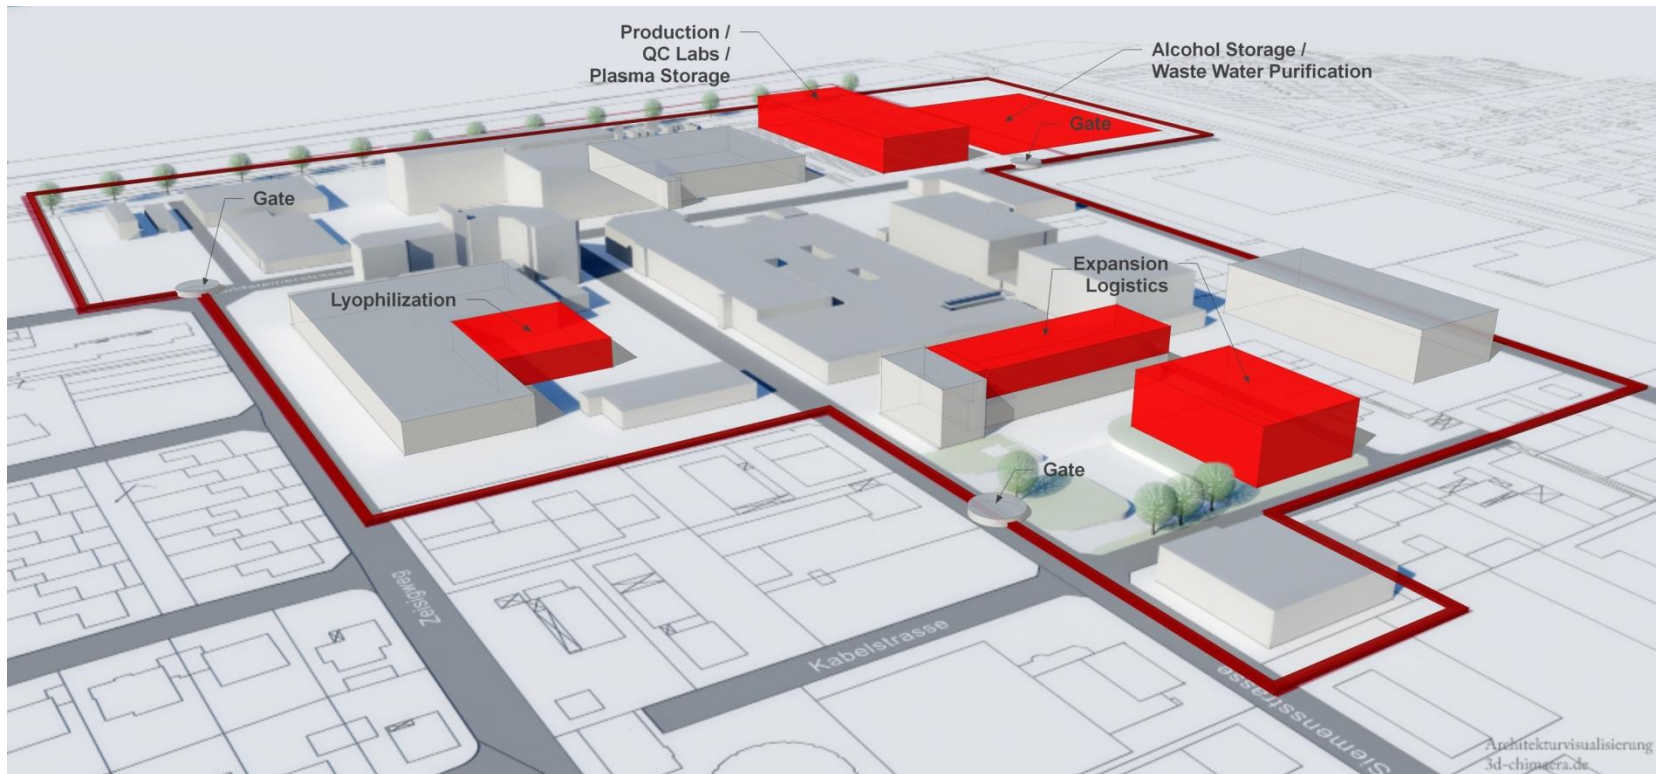 Production /
QC Labs /
Plasma Storage
Alcohol Storage /
Waste Water Purification
Gate
Gate
Expansion
Logistics
Lyophilization
Gate
Zeisigweg
Kabelstrasse
Siemensstrasse
Architekturvisualisierung
3d-chimaera.de